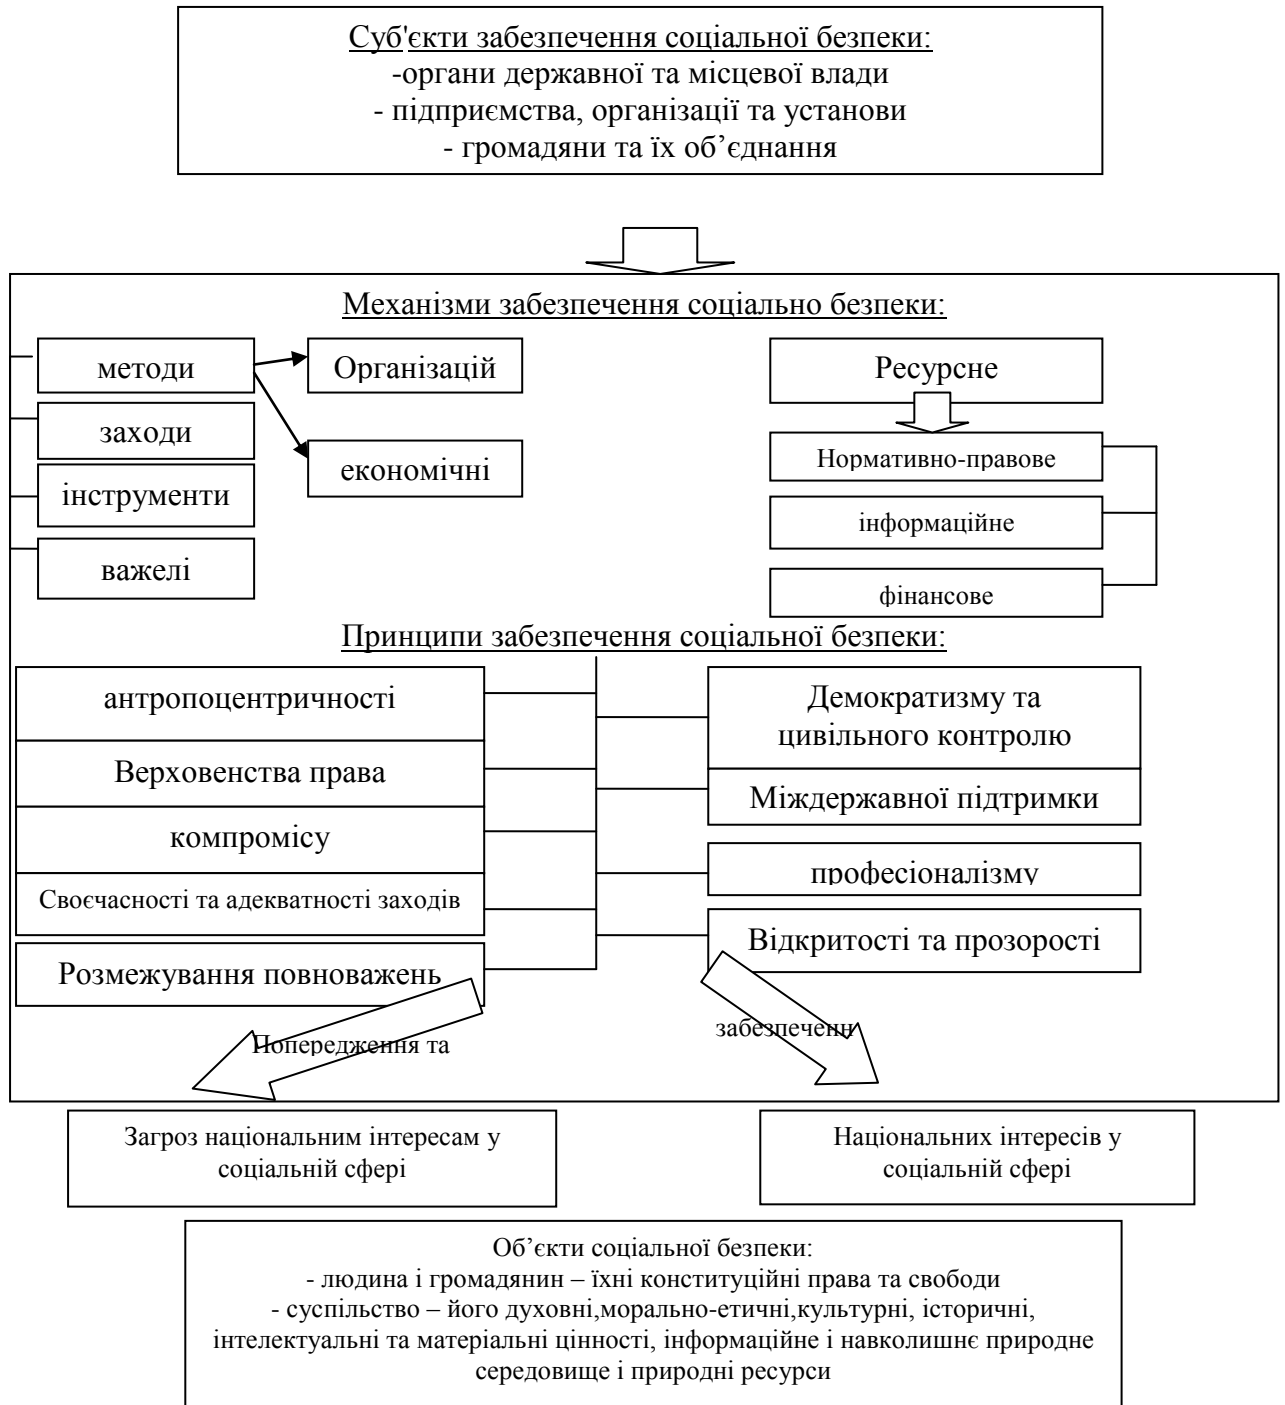 Суб'єкти забезпечення соціальної безпеки:
-органи державної та місцевої влади
- підприємства, організації та установи
- громадяни та їх об’єднання
Механізми забезпечення соціально безпеки:
методи
Організацій
Ресурсне
заходи
економічні
Нормативно-правове
інструменти
інформаційне
важелі
фінансове
Принципи забезпечення соціальної безпеки:
антропоцентричності
Верховенства права
компромісу
Своєчасності та адекватності заходів
Розмежування повноважень
Демократизму та
цивільного контролю
Міждержавної підтримки
професіоналізму
Відкритості та прозорості
Попередження та
забезпеченн
Загроз національним інтересам у
соціальній сфері
Національних інтересів у
соціальній сфері
Об’єкти соціальної безпеки:
- людина і громадянин – їхні конституційні права та свободи
- суспільство – його духовні,морально-етичні,культурні, історичні,
інтелектуальні та матеріальні цінності, інформаційне і навколишнє природне
середовище і природні ресурси